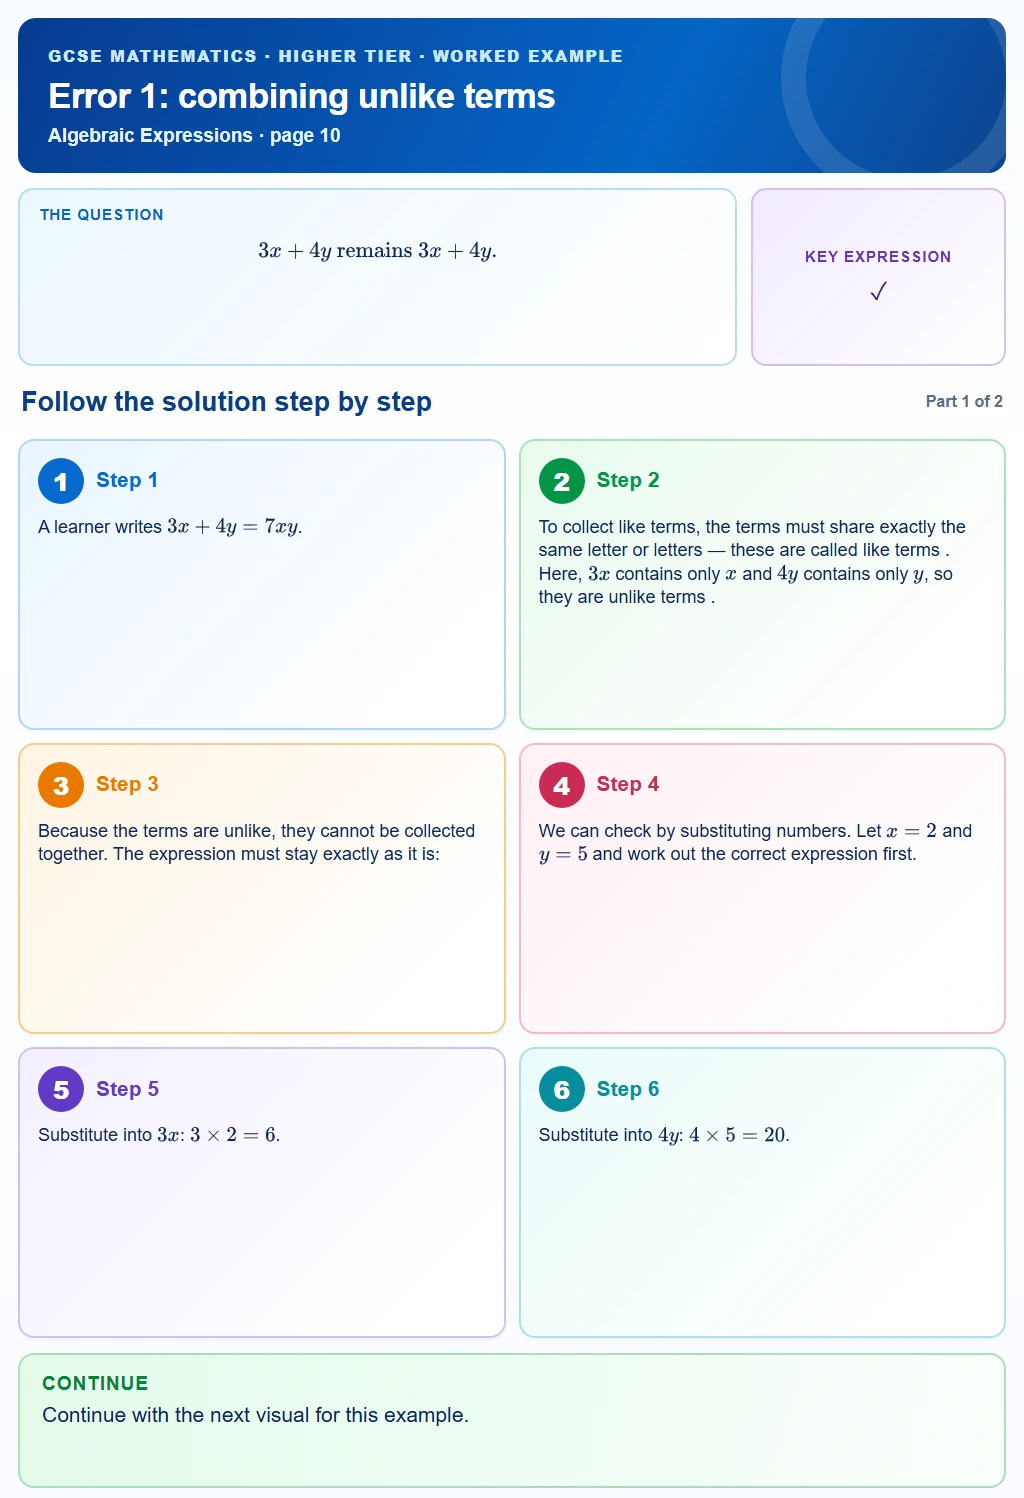 GCSE MATHEMATICS · HIGHER TIER · WORKED EXAMPLE
Error 1: combining unlike terms
Algebraic Expressions · page 10
THE QUESTION
3x + 4y remains 3x + 4y.
KEY EXPRESSION
✓
Follow the solution step by step
Part 1 of 2
1 Step 1
A learner writes 3x + 4y = 7xy.
2 Step 2
To collect like terms, the terms must share exactly the
same letter or letters — these are called like terms .
Here, 3x contains only x and 4y contains only y, so
they are unlike terms .
3 Step 3
Because the terms are unlike, they cannot be collected
together. The expression must stay exactly as it is:
4 Step 4
We can check by substituting numbers. Let x = 2 and
y = 5 and work out the correct expression first.
5 Step 5
Substitute into 3x: 3 × 2 = 6.
6 Step 6
Substitute into 4y: 4 × 5 = 20.
CONTINUE
Continue with the next visual for this example.